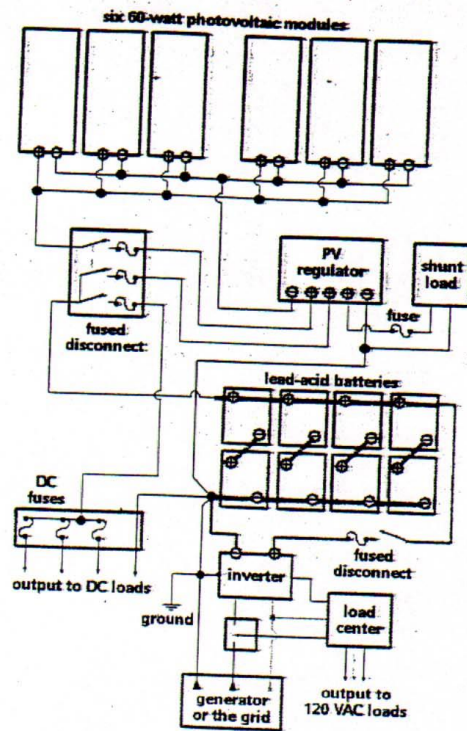 six 60-watt photovoltaic modules
PV
regulator
shunt
load
fuse
fused
disconnect
lead-acid batteries
DC
fuses
fused
disconnect
output to DC loads
inverter
ground
load
center
generator
or the grid
output to
120 VAC loads